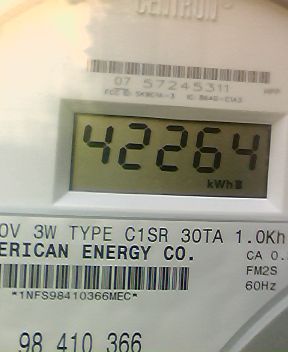 CENTRON®
07 57245311
42264
kWh
0V 3W TYPE C1SR 30TA 1.0Kh
ERICAN ENERGY CO.
CA 0.
FM2S
60Hz
*1NFS98410366MEC*
98 410 366